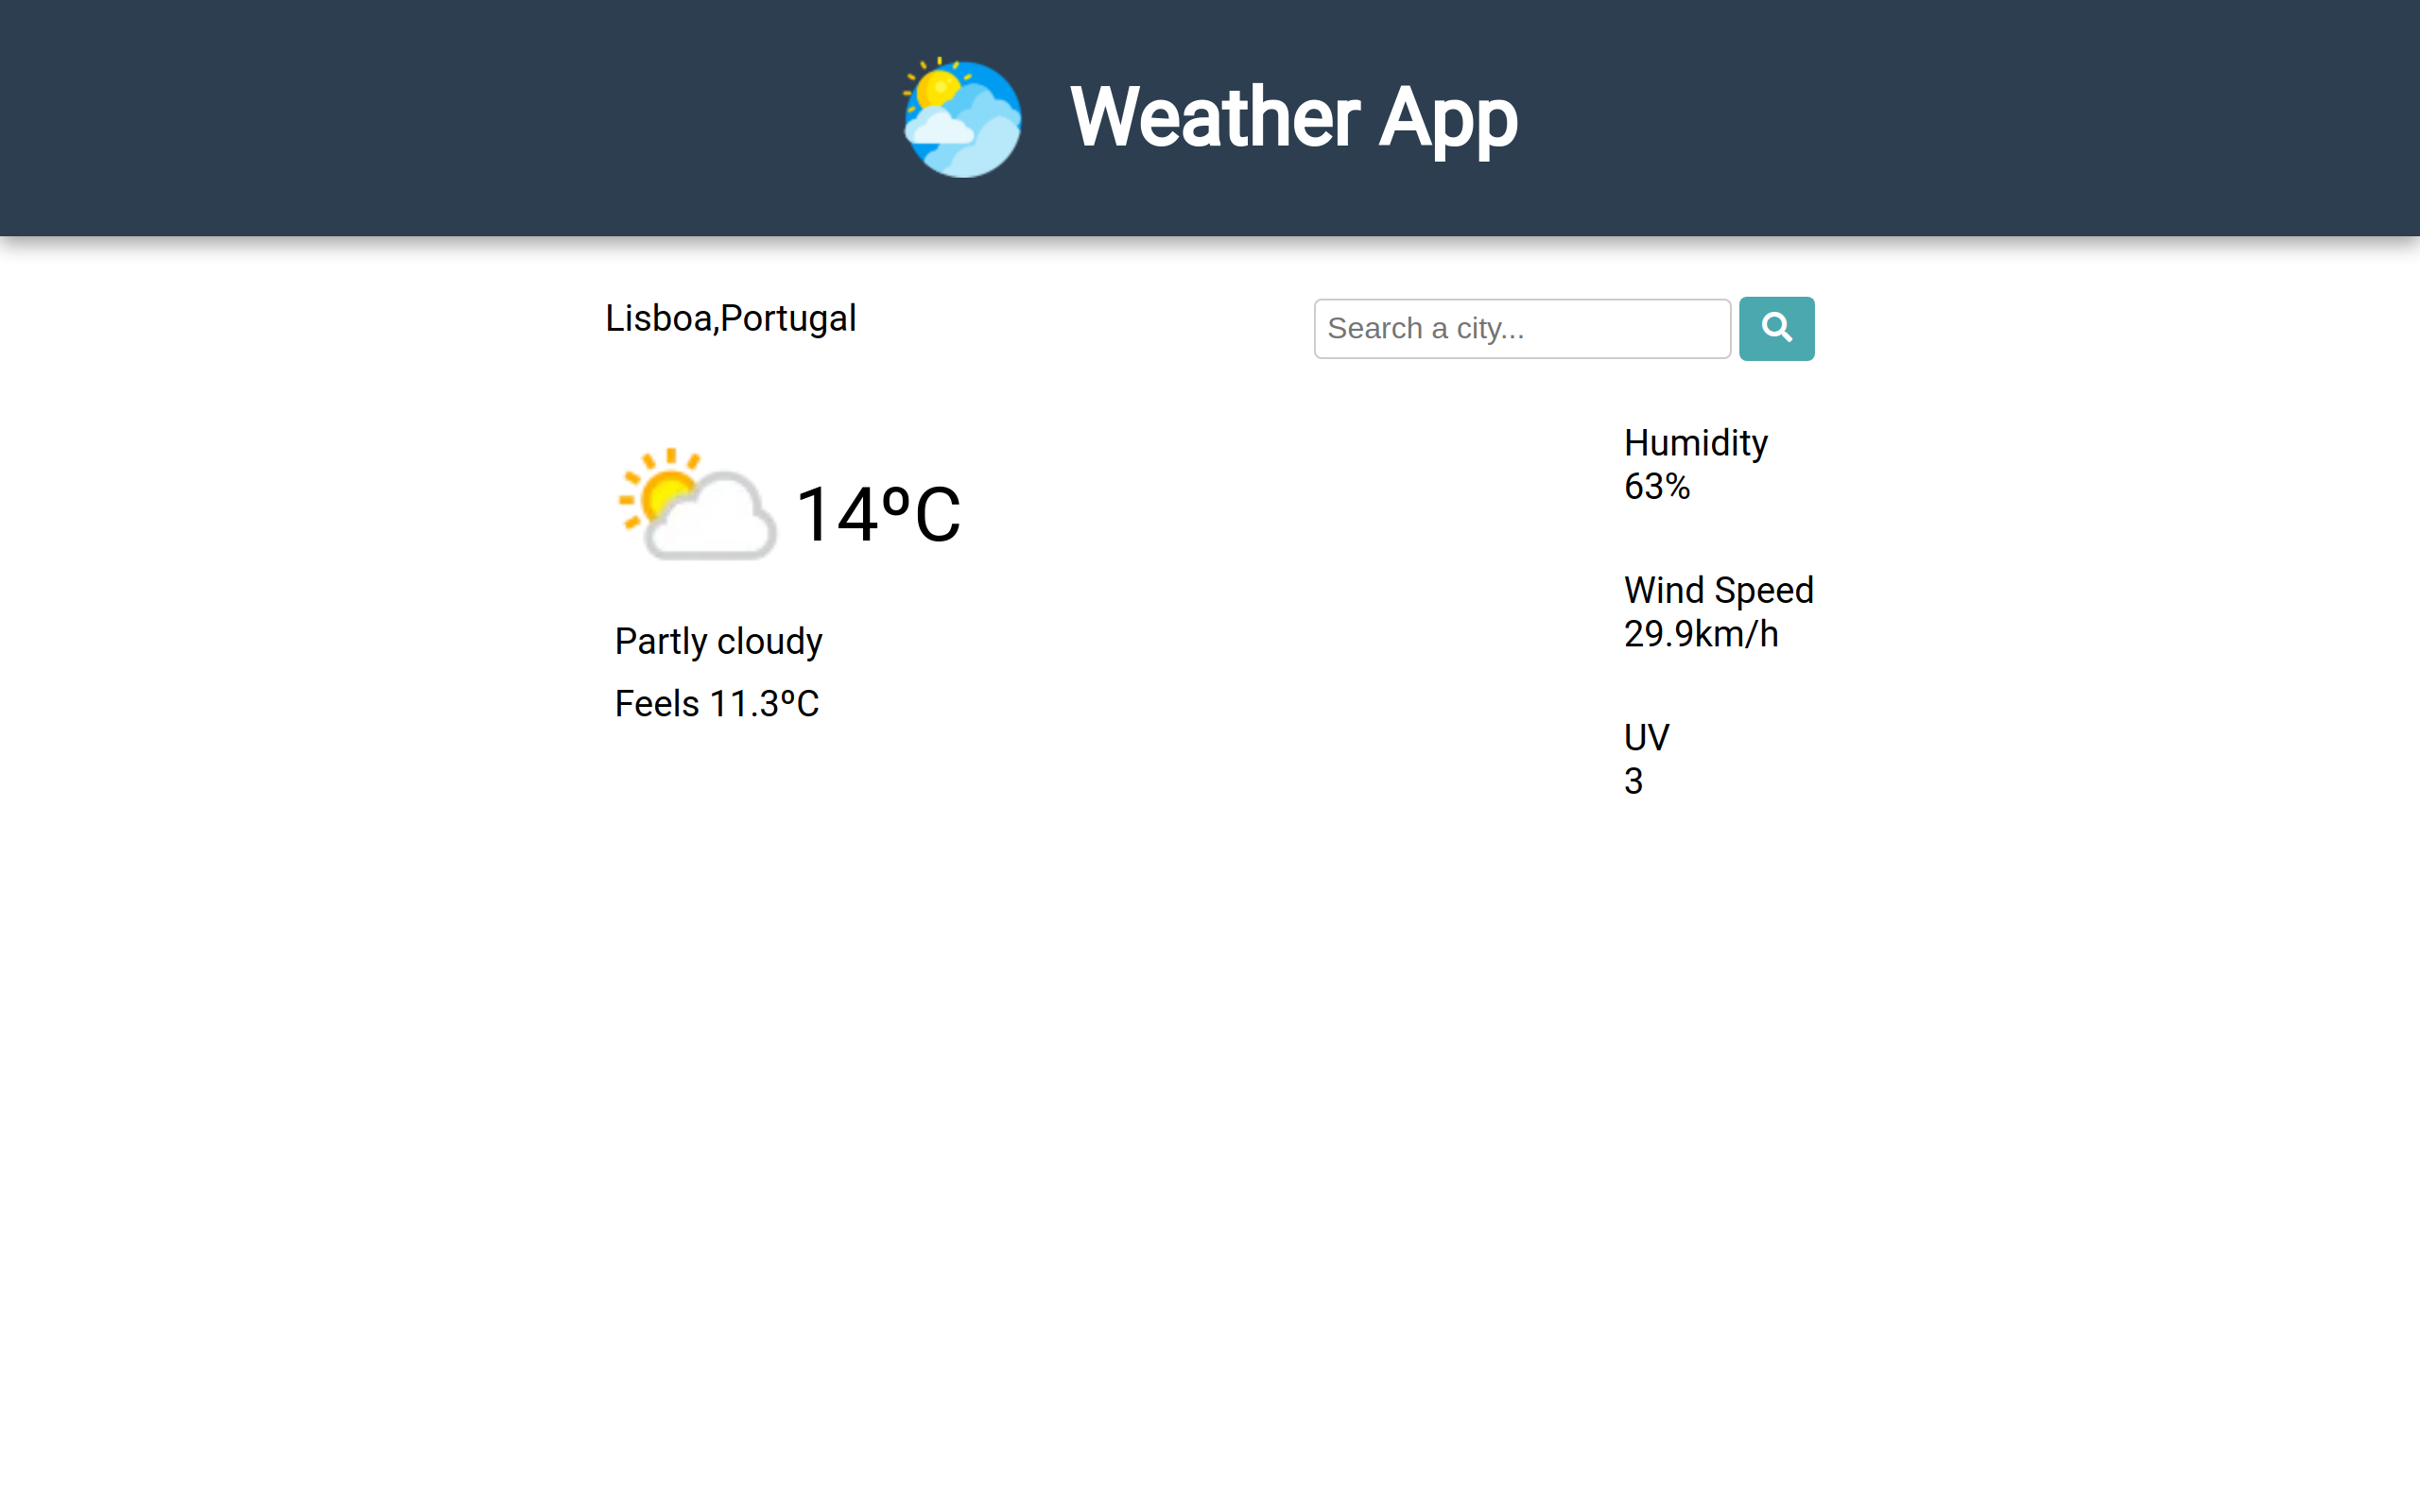 Weather App
Lisboa,Portugal
Search a city...
14ºC
Partly cloudy
Feels 11.3ºC
Humidity
63%
Wind Speed
29.9km/h
UV
3